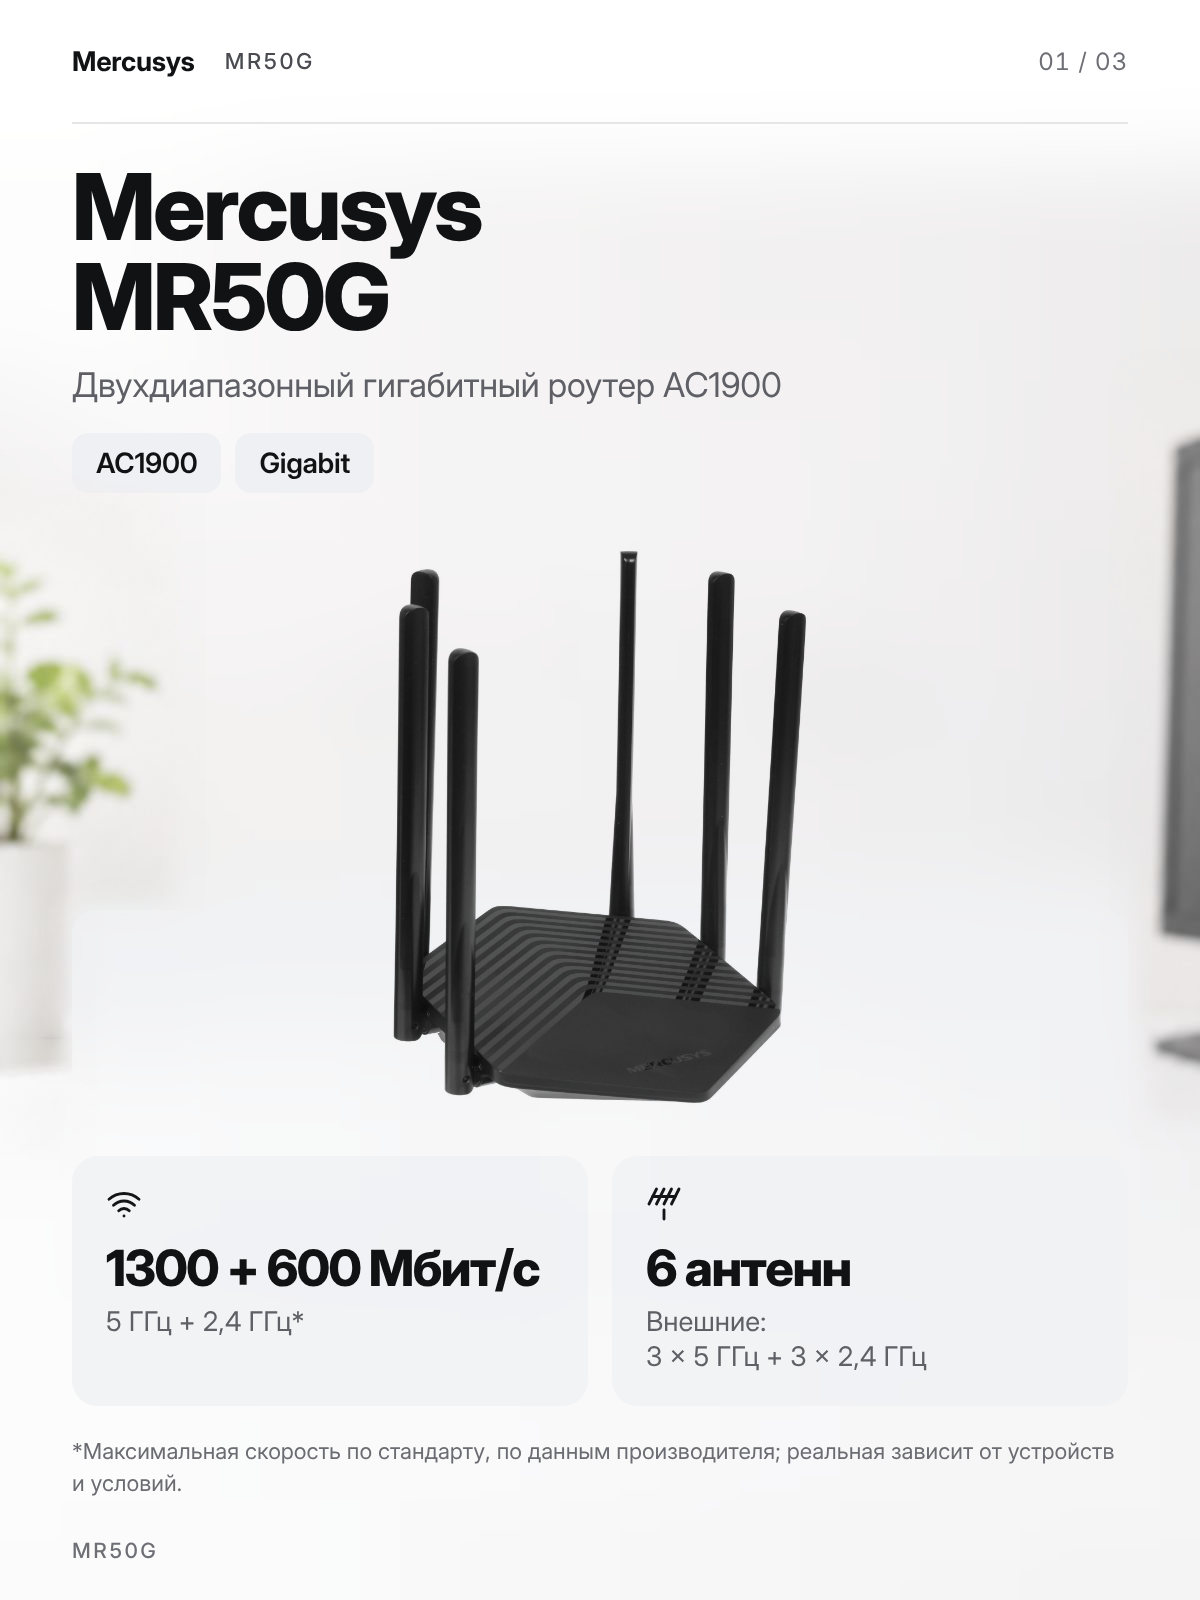 Mercusys MR50G 01 / 03
Mercusys
MR50G
Двухдиапазонный гигабитный роутер AC1900
AC1900 Gigabit
MERCUSYS
1300 + 600 Мбит/с
5 ГГц + 2,4 ГГц*
6 антенн
Внешние:
3 × 5 ГГц + 3 × 2,4 ГГц
*Максимальная скорость по стандарту, по данным производителя; реальная зависит от устройств
и условий.
MR50G